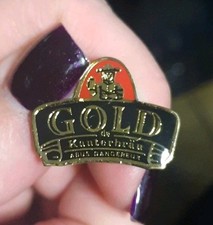 GOLD
de
Kanterbräu
ABUS DANGEREUX